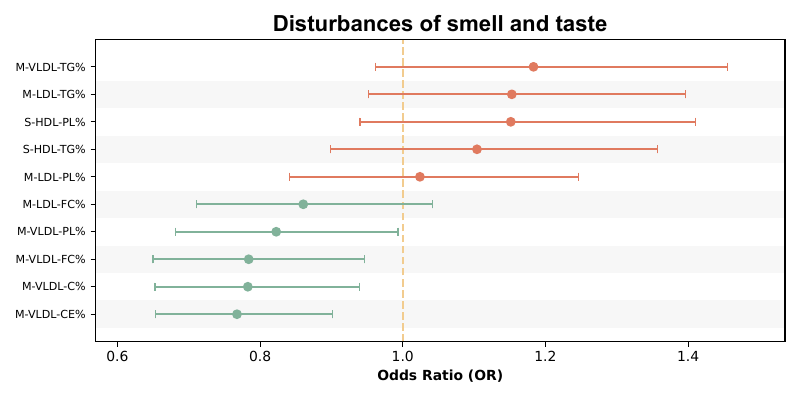 Disturbances of smell and taste
M-VLDL-TG%
M-LDL-TG%
S-HDL-PL%
S-HDL-TG%
M-LDL-PL%
M-LDL-FC%
M-VLDL-PL%
M-VLDL-FC%
M-VLDL-C%
M-VLDL-CE%
0.6 0.8 1.0 1.2 1.4
Odds Ratio (OR)